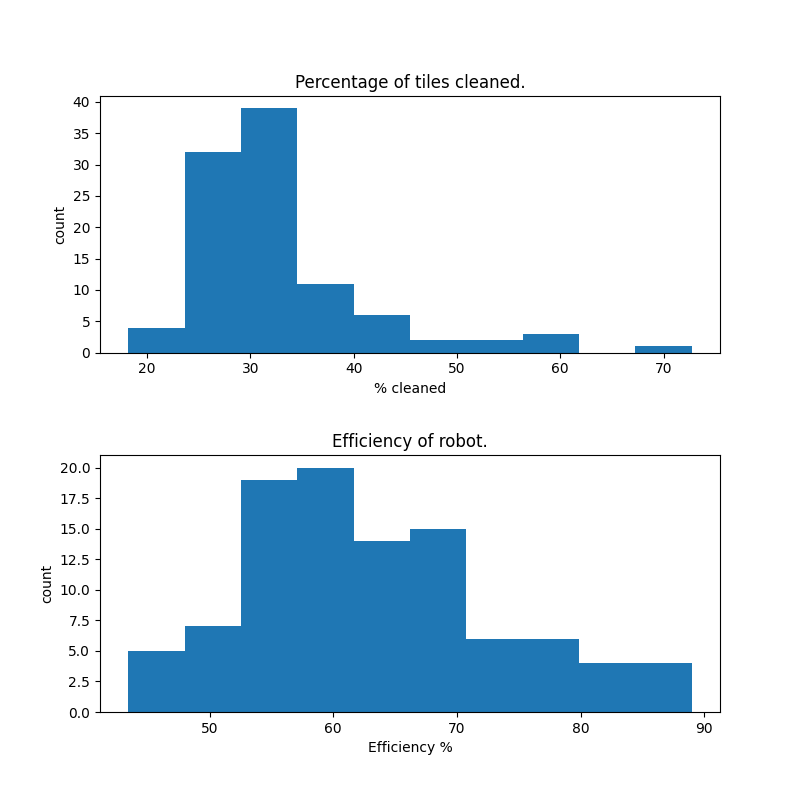 Percentage of tiles cleaned.
40
35
30
25
20
15
10
5
0
count
20 30 40 50 60 70
% cleaned
Efficiency of robot.
20.0
17.5
15.0
12.5
10.0
7.5
5.0
2.5
0.0
count
50 60 70 80 90
Efficiency %